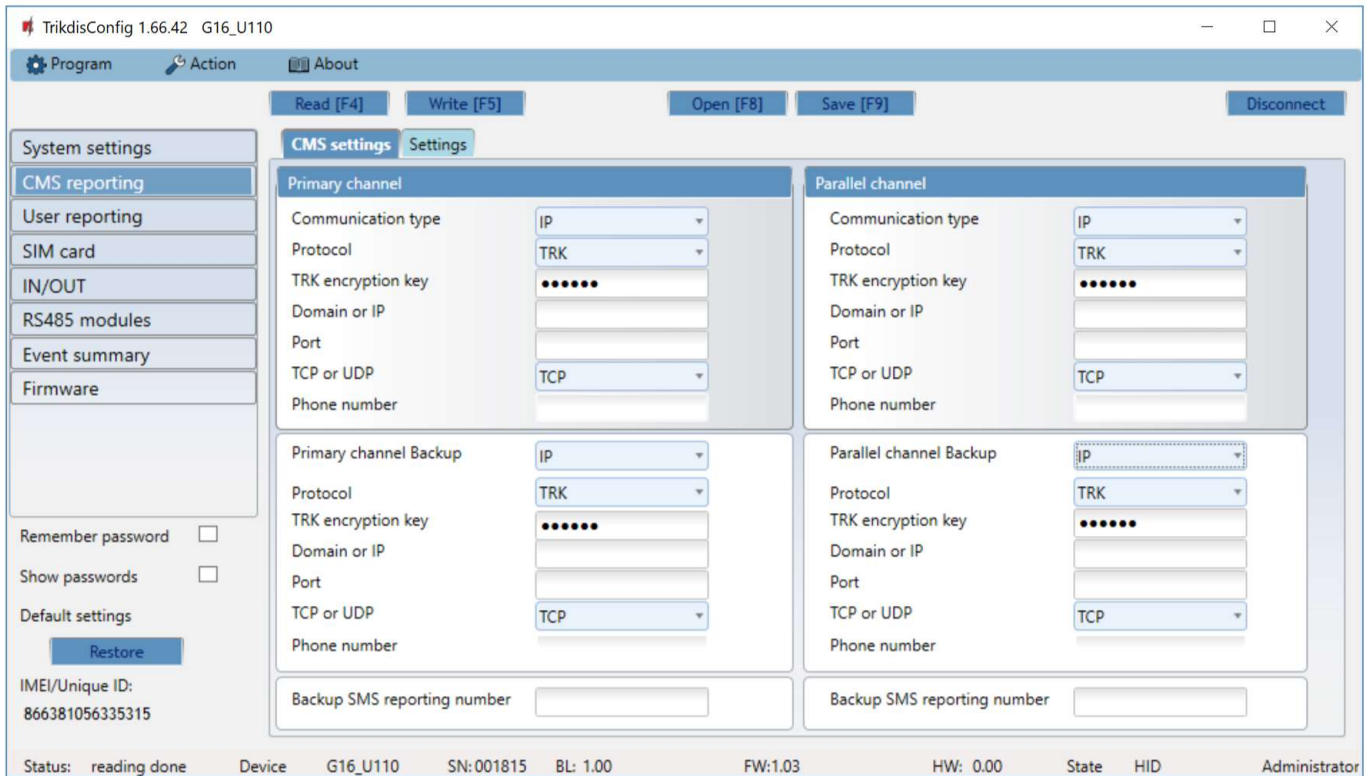 TrikdisConfig 1.66.42 G16_U110
Program Action About
Read [F4] Write [F5] Open [F8] Save [F9] Disconnect
System settings
CMS reporting
User reporting
SIM card
IN/OUT
RS485 modules
Event summary
Firmware
Remember password
Show passwords
Default settings
Restore
IMEI/Unique ID:
866381056335315
CMS settings Settings
Primary channel
Communication type IP
Protocol TRK
TRK encryption key ••••••
Domain or IP
Port
TCP or UDP TCP
Phone number
Primary channel Backup IP
Protocol TRK
TRK encryption key ••••••
Domain or IP
Port
TCP or UDP TCP
Phone number
Backup SMS reporting number
Parallel channel
Communication type IP
Protocol TRK
TRK encryption key ••••••
Domain or IP
Port
TCP or UDP TCP
Phone number
Parallel channel Backup IP
Protocol TRK
TRK encryption key ••••••
Domain or IP
Port
TCP or UDP TCP
Phone number
Backup SMS reporting number
Status: reading done Device G16_U110 SN: 001815 BL: 1.00 FW:1.03 HW: 0.00 State HID Administrator